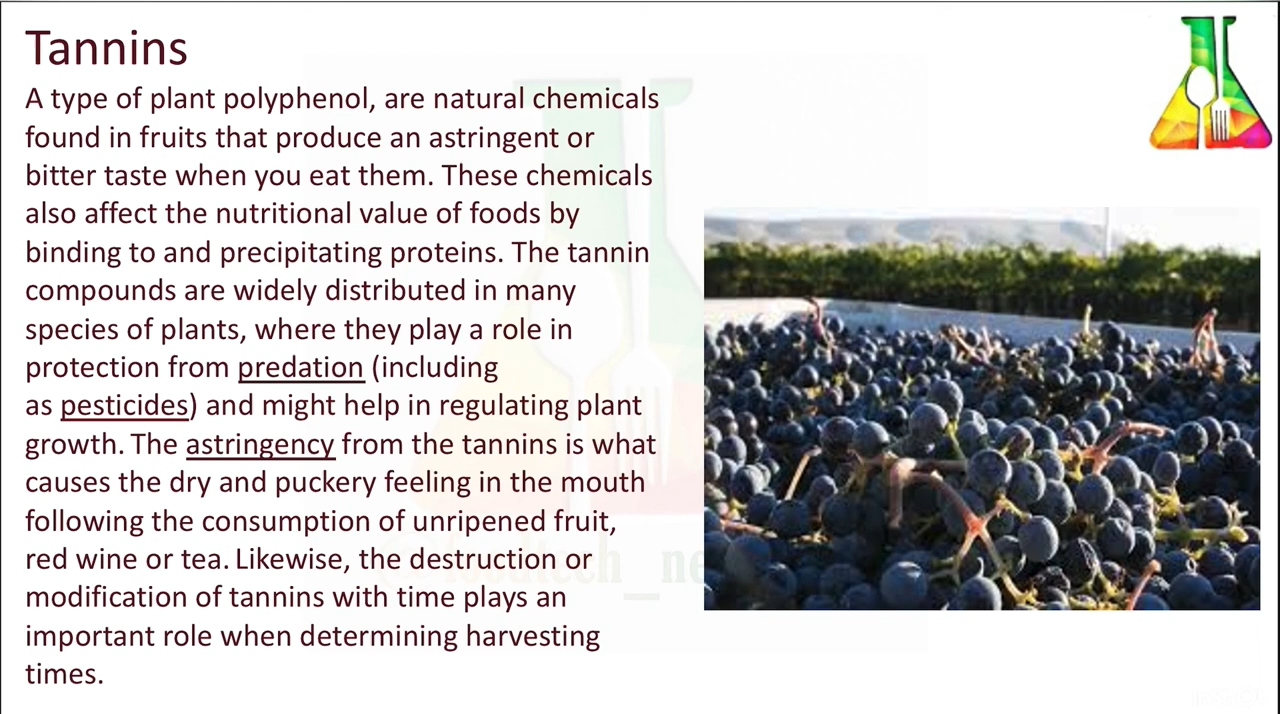 Tannins
A type of plant polyphenol, are natural chemicals
found in fruits that produce an astringent or
bitter taste when you eat them. These chemicals
also affect the nutritional value of foods by
binding to and precipitating proteins. The tannin
compounds are widely distributed in many
species of plants, where they play a role in
protection from predation (including
as pesticides) and might help in regulating plant
growth. The astringency from the tannins is what
causes the dry and puckery feeling in the mouth
following the consumption of unripened fruit,
red wine or tea. Likewise, the destruction or
modification of tannins with time plays an
important role when determining harvesting
times.